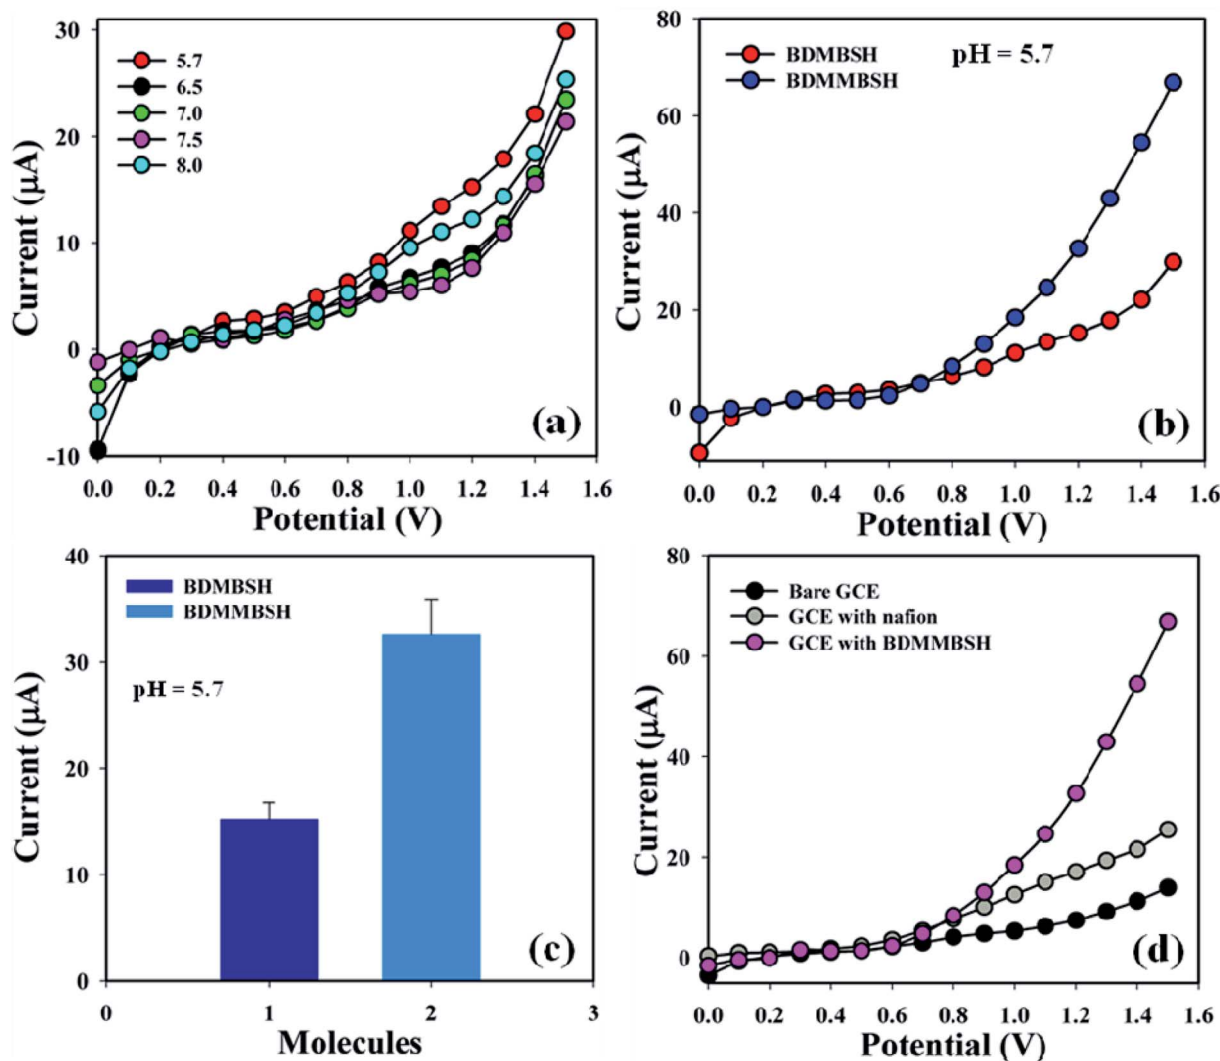 30
20
10
0
-10
Current (μA)
5.7
6.5
7.0
7.5
8.0
(a)
0.0 0.2 0.4 0.6 0.8 1.0 1.2 1.4 1.6
Potential (V)
80
60
40
20
0
Current (μA)
BDMBSH
BDMMBSH
pH = 5.7
(b)
0.0 0.2 0.4 0.6 0.8 1.0 1.2 1.4 1.6
Potential (V)
40
30
20
10
0
Current (μA)
BDMBSH
BDMMBSH
pH = 5.7
(c)
0 1 2 3
Molecules
80
60
40
20
0
Current (μA)
Bare GCE
GCE with nafion
GCE with BDMMBSH
(d)
0.0 0.2 0.4 0.6 0.8 1.0 1.2 1.4 1.6
Potential (V)